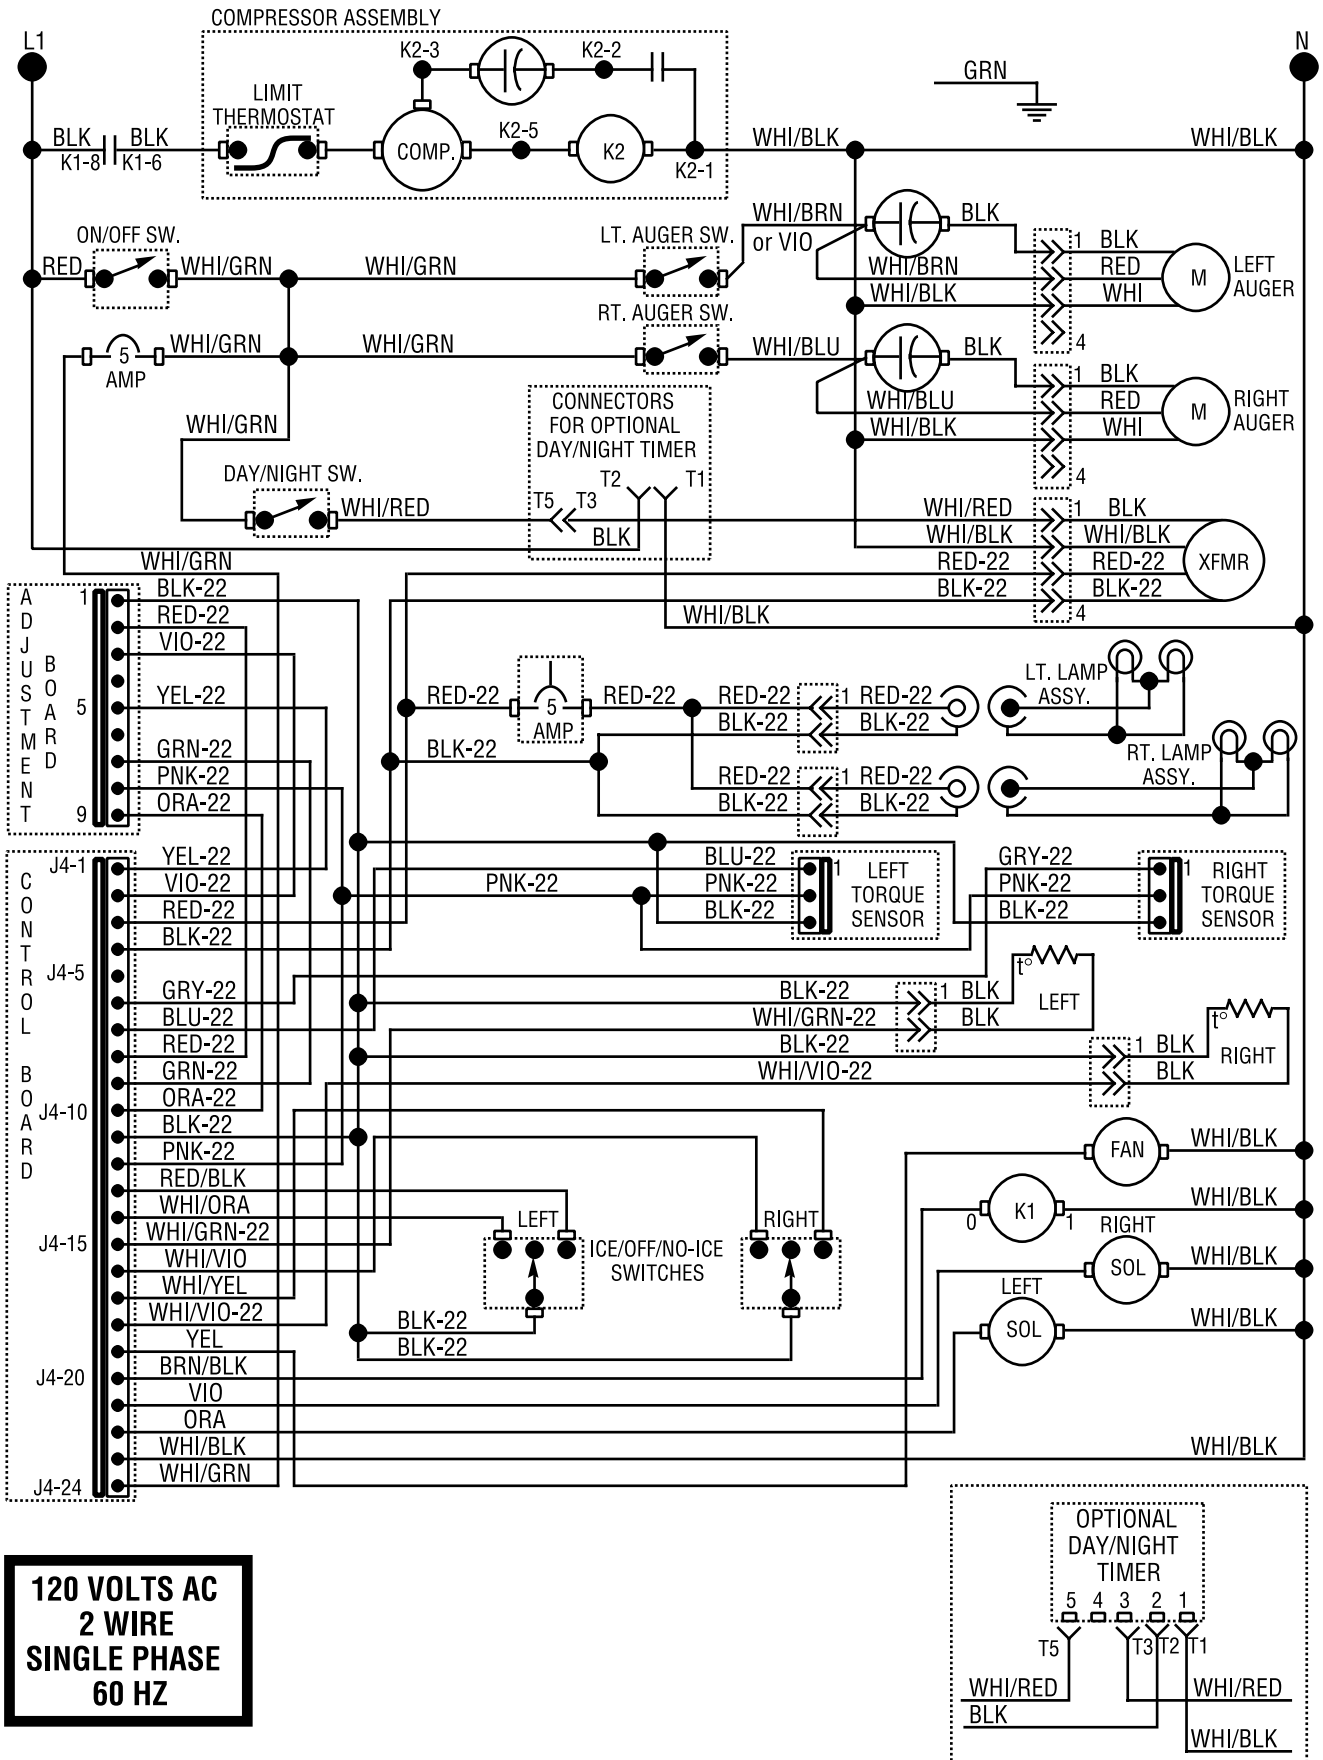 COMPRESSOR ASSEMBLY
L1
N
K2-3
K2-2
GRN
LIMIT
THERMOSTAT
BLK
BLK
K1-8
K1-6
COMP.
K2-5
K2
K2-1
WHI/BLK
WHI/BLK
ON/OFF SW.
RED
WHI/GRN
WHI/GRN
LT. AUGER SW.
WHI/BRN
or VIO
BLK
WHI/BRN
WHI/BLK
1
BLK
RED
WHI
4
M
LEFT
AUGER
5
AMP
WHI/GRN
WHI/GRN
RT. AUGER SW.
WHI/BLU
BLK
WHI/BLU
WHI/BLK
1
BLK
RED
WHI
4
M
RIGHT
AUGER
WHI/GRN
CONNECTORS
FOR OPTIONAL
DAY/NIGHT TIMER
DAY/NIGHT SW.
WHI/RED
T5
T3
T2
T1
BLK
WHI/RED
1
BLK
WHI/BLK
WHI/BLK
RED-22
RED-22
BLK-22
BLK-22
4
XFMR
WHI/BLK
WHI/GRN
ADJUSTMENT
BOARD
1
BLK-22
RED-22
VIO-22
5
YEL-22
GRN-22
PNK-22
9
ORA-22
RED-22
5
AMP
RED-22
RED-22
1
RED-22
BLK-22
BLK-22
LT. LAMP
ASSY.
BLK-22
RED-22
1
RED-22
BLK-22
BLK-22
RT. LAMP
ASSY.
CONTROL
BOARD
J4-1
YEL-22
VIO-22
RED-22
BLK-22
J4-5
GRY-22
BLU-22
RED-22
GRN-22
J4-10
ORA-22
BLK-22
PNK-22
RED/BLK
WHI/ORA
J4-15
WHI/GRN-22
WHI/VIO
WHI/YEL
WHI/VIO-22
YEL
J4-20
BRN/BLK
VIO
ORA
WHI/BLK
J4-24
WHI/GRN
PNK-22
BLU-22
PNK-22
BLK-22
1
LEFT
TORQUE
SENSOR
GRY-22
PNK-22
BLK-22
1
RIGHT
TORQUE
SENSOR
BLK-22
WHI/GRN-22
1
BLK
BLK
t°
LEFT
BLK-22
WHI/VIO-22
1
BLK
BLK
t°
RIGHT
FAN
WHI/BLK
0
K1
1
WHI/BLK
RIGHT
SOL
WHI/BLK
LEFT
SOL
WHI/BLK
LEFT
RIGHT
ICE/OFF/NO-ICE
SWITCHES
BLK-22
BLK-22
WHI/BLK
120 VOLTS AC
2 WIRE
SINGLE PHASE
60 HZ
OPTIONAL
DAY/NIGHT
TIMER
5 4 3 2 1
T5
T3
T2
T1
WHI/RED
WHI/RED
BLK
WHI/BLK